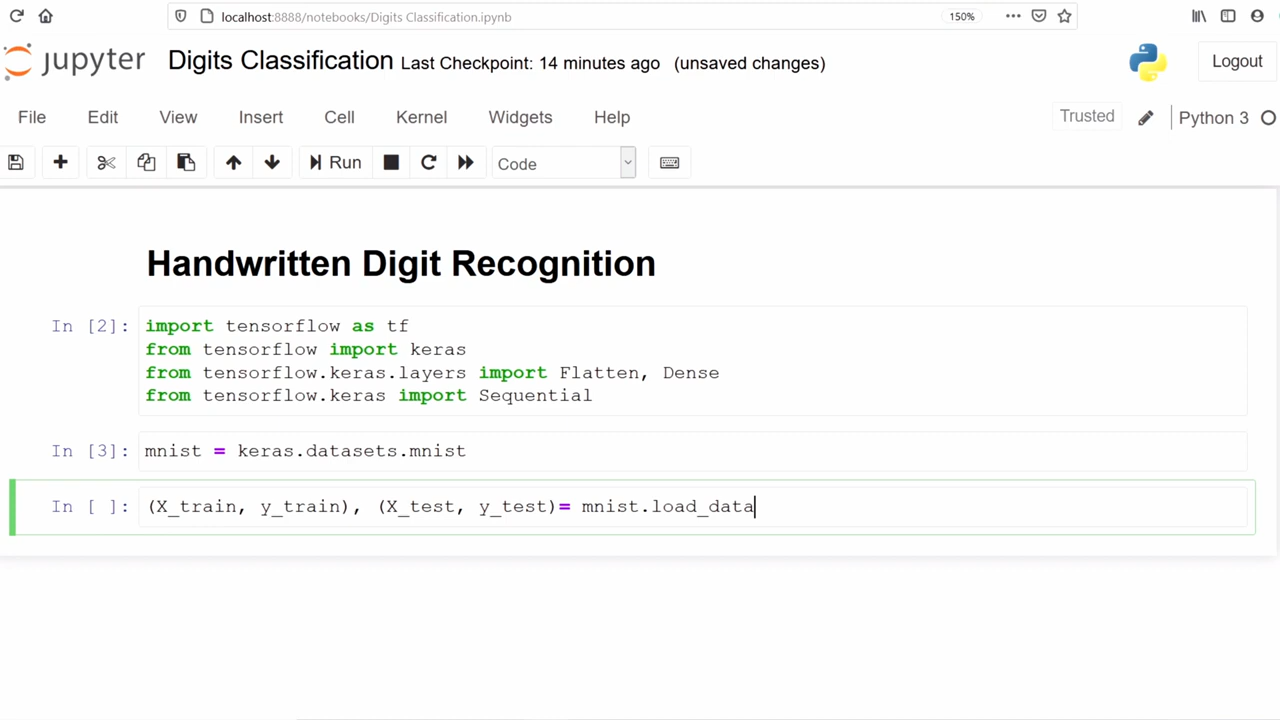 localhost:8888/notebooks/Digits Classification.ipynb 150%
jupyter Digits Classification Last Checkpoint: 14 minutes ago (unsaved changes) Logout
File Edit View Insert Cell Kernel Widgets Help Trusted Python 3
Run Code
Handwritten Digit Recognition
In [2]: import tensorflow as tf
from tensorflow import keras
from tensorflow.keras.layers import Flatten, Dense
from tensorflow.keras import Sequential
In [3]: mnist = keras.datasets.mnist
In [ ]: (X_train, y_train), (X_test, y_test)= mnist.load_data